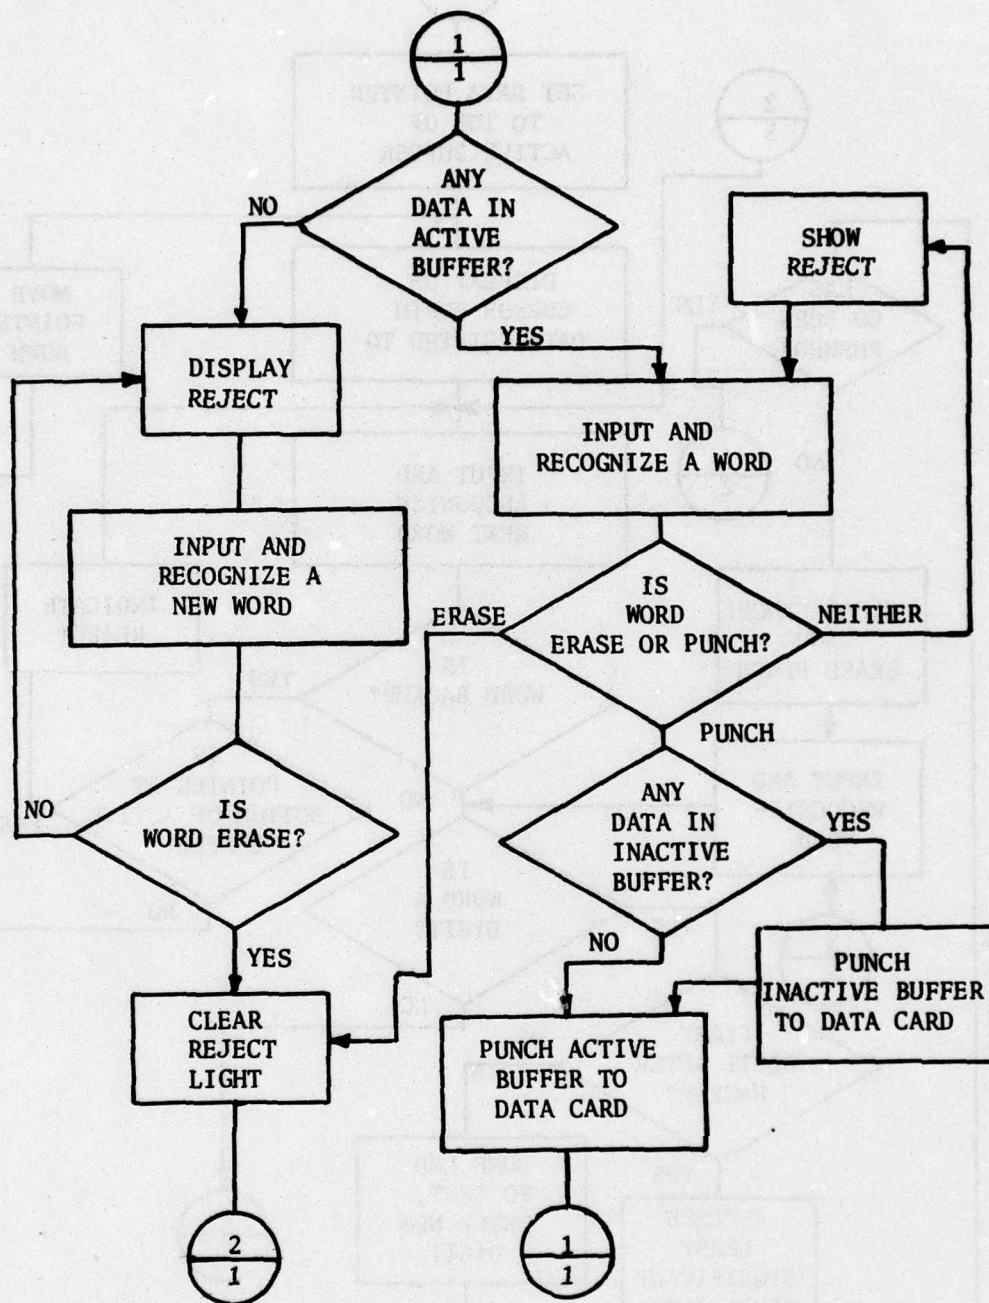 1
1
ANY
DATA IN
ACTIVE
BUFFER?
NO
YES
SHOW
REJECT
DISPLAY
REJECT
INPUT AND
RECOGNIZE A WORD
INPUT AND
RECOGNIZE A
NEW WORD
IS
WORD
ERASE OR PUNCH?
ERASE
NEITHER
PUNCH
IS
WORD ERASE?
NO
YES
ANY
DATA IN
INACTIVE
BUFFER?
YES
NO
PUNCH
INACTIVE BUFFER
TO DATA CARD
CLEAR
REJECT
LIGHT
PUNCH ACTIVE
BUFFER TO
DATA CARD
2
1
1
1